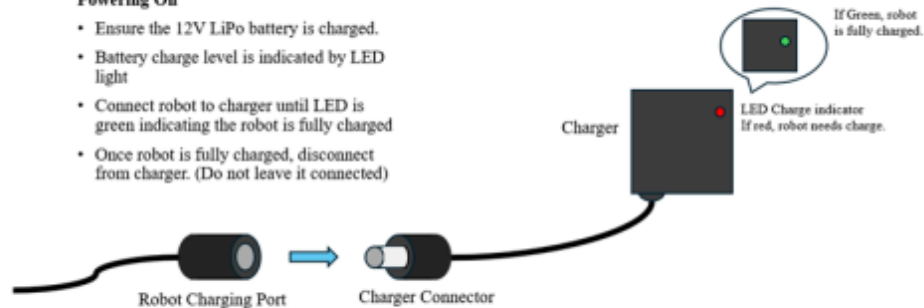 Powering On
• Ensure the 12V LiPo battery is charged.
• Battery charge level is indicated by LED
light
• Connect robot to charger until LED is
green indicating the robot is fully charged
• Once robot is fully charged, disconnect
from charger. (Do not leave it connected)
If Green, robot
is fully charged.
Charger
LED Charge indicator
If red, robot needs charge.
Robot Charging Port
Charger Connector